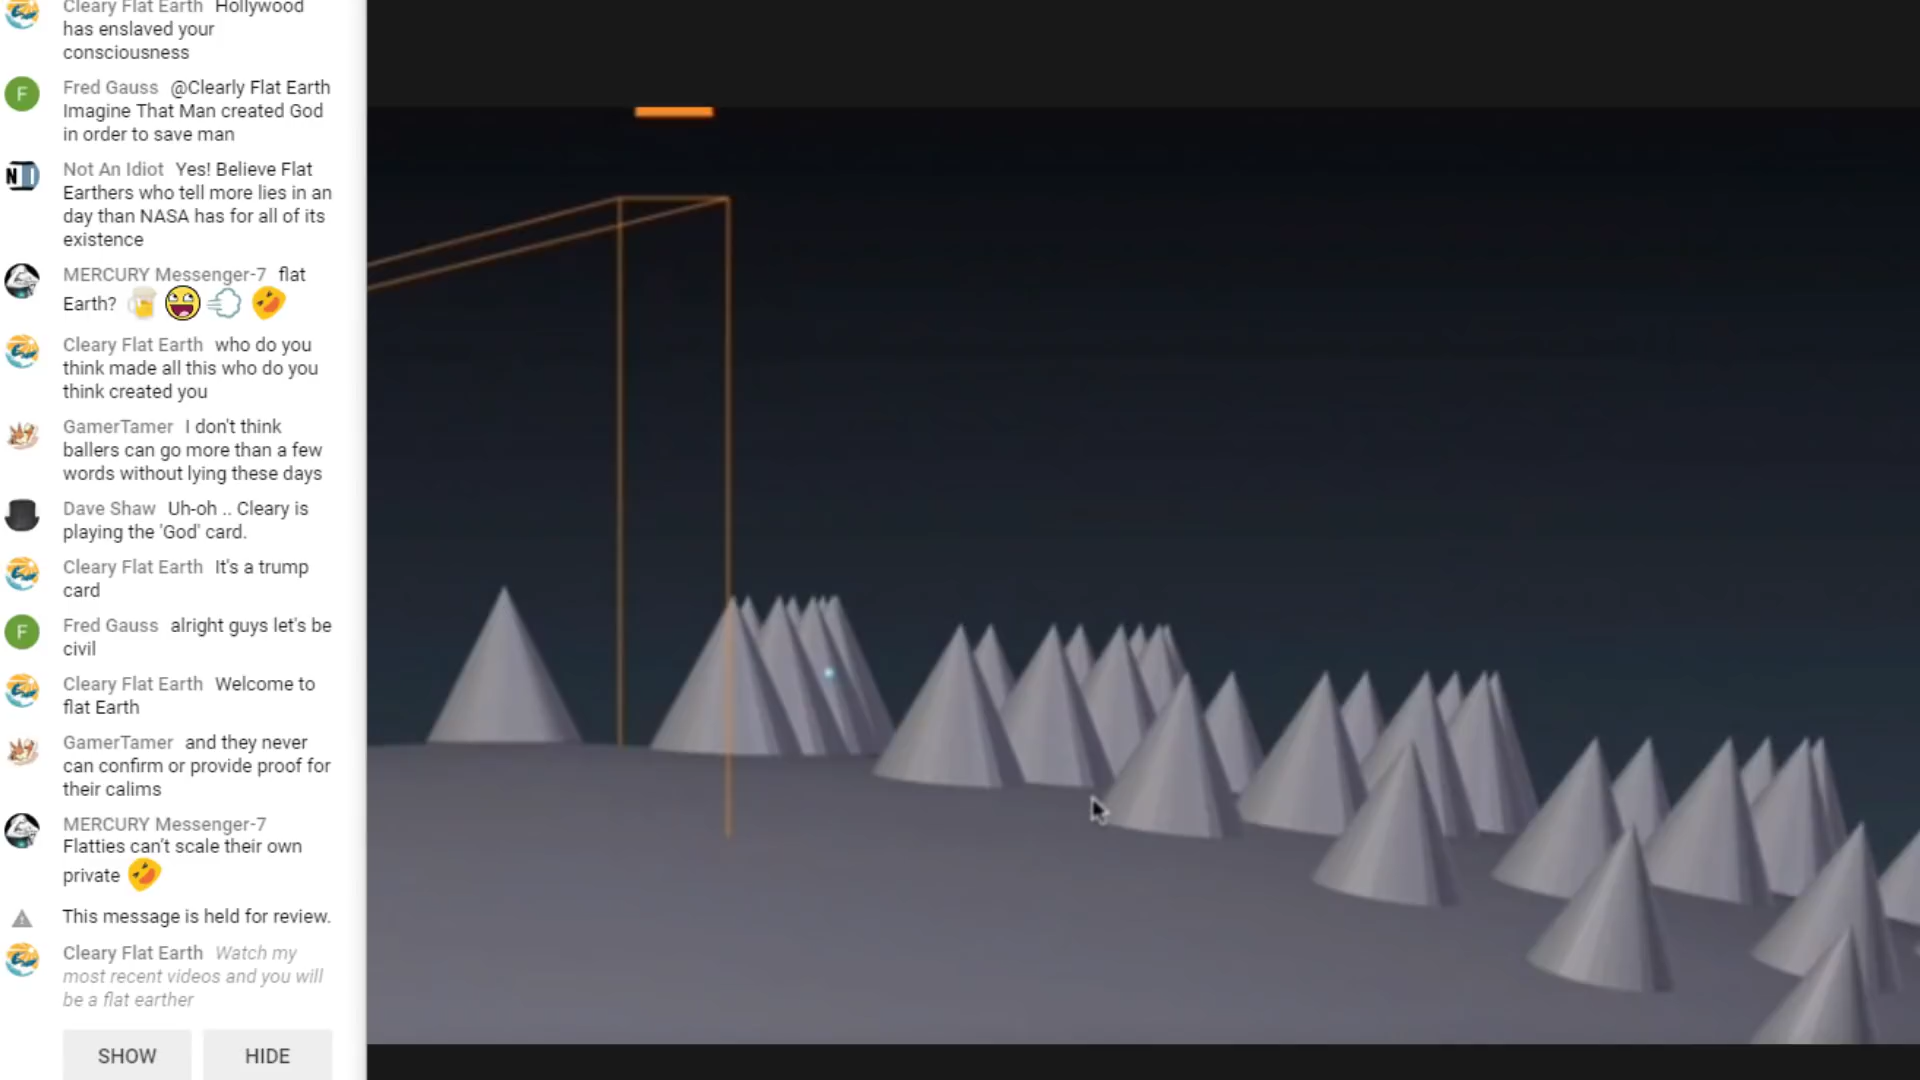 Cleary Flat Earth Hollywood
has enslaved your
consciousness
F
Fred Gauss @Clearly Flat Earth
Imagine That Man created God
in order to save man
Not An Idiot Yes! Believe Flat
Earthers who tell more lies in an
day than NASA has for all of its
existence
MERCURY Messenger-7 flat
Earth? 🍺 😆 💨 🤣
Cleary Flat Earth who do you
think made all this who do you
think created you
GamerTamer I don't think
ballers can go more than a few
words without lying these days
Dave Shaw Uh-oh .. Cleary is
playing the 'God' card.
Cleary Flat Earth It's a trump
card
F
Fred Gauss alright guys let's be
civil
Cleary Flat Earth Welcome to
flat Earth
GamerTamer and they never
can confirm or provide proof for
their calims
MERCURY Messenger-7
Flatties can't scale their own
private 🤣
This message is held for review.
Cleary Flat Earth Watch my
most recent videos and you will
be a flat earther
SHOW HIDE